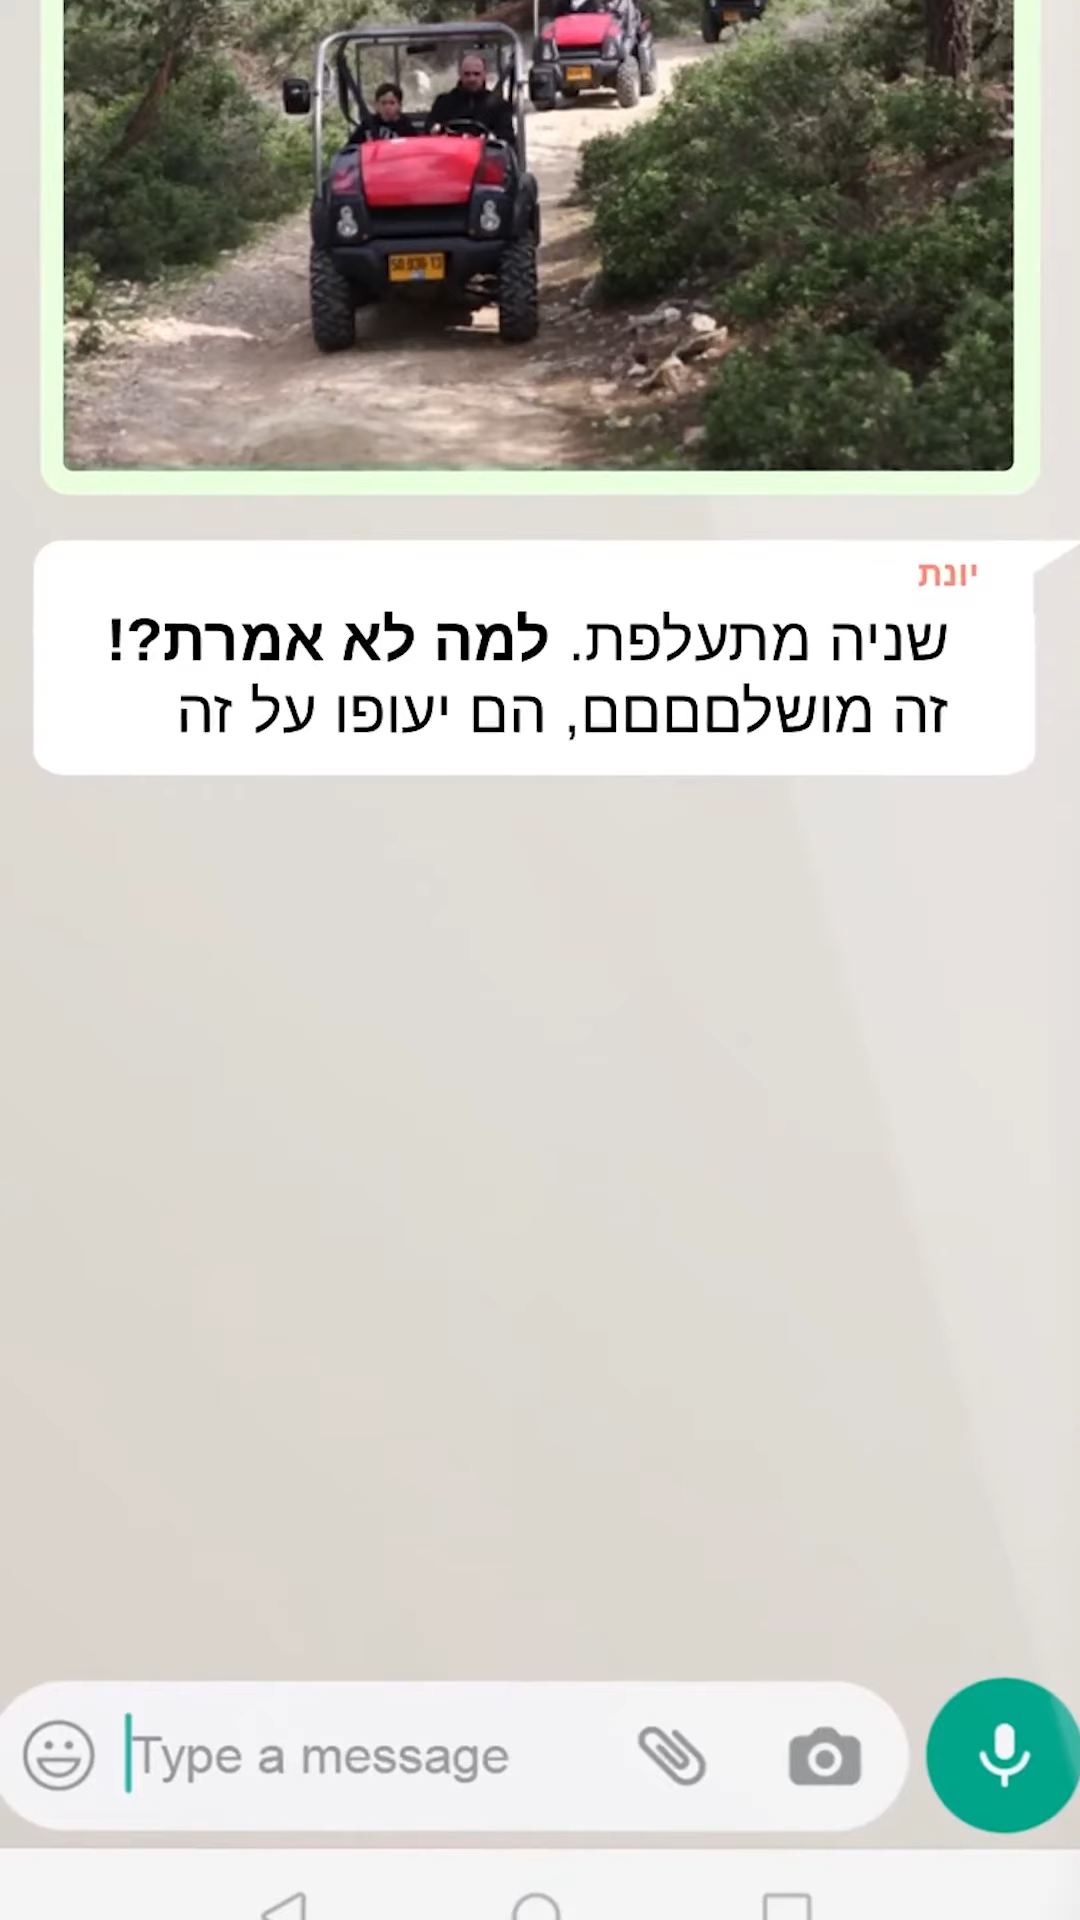 יונת
שניה מתעלפת. למה לא אמרת?!
זה מושלםםםם, הם יעופו על זה
Type a message